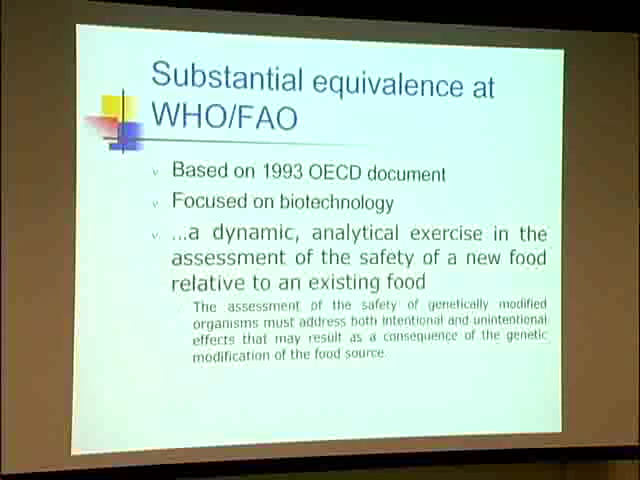 Substantial equivalence at
WHO/FAO
v Based on 1993 OECD document
v Focused on biotechnology
v ...a dynamic, analytical exercise in the
assessment of the safety of a new food
relative to an existing food
The assessment of the safety of genetically modified
organisms must address both intentional and unintentional
effects that may result as a consequence of the genetic
modification of the food source.